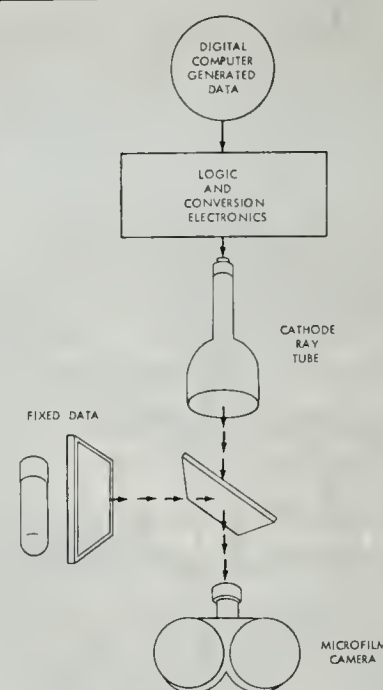 DIGITAL
COMPUTER
GENERATED
DATA
LOGIC
AND
CONVERSION
ELECTRONICS
CATHODE
RAY
TUBE
FIXED DATA
MICROFILM
CAMERA